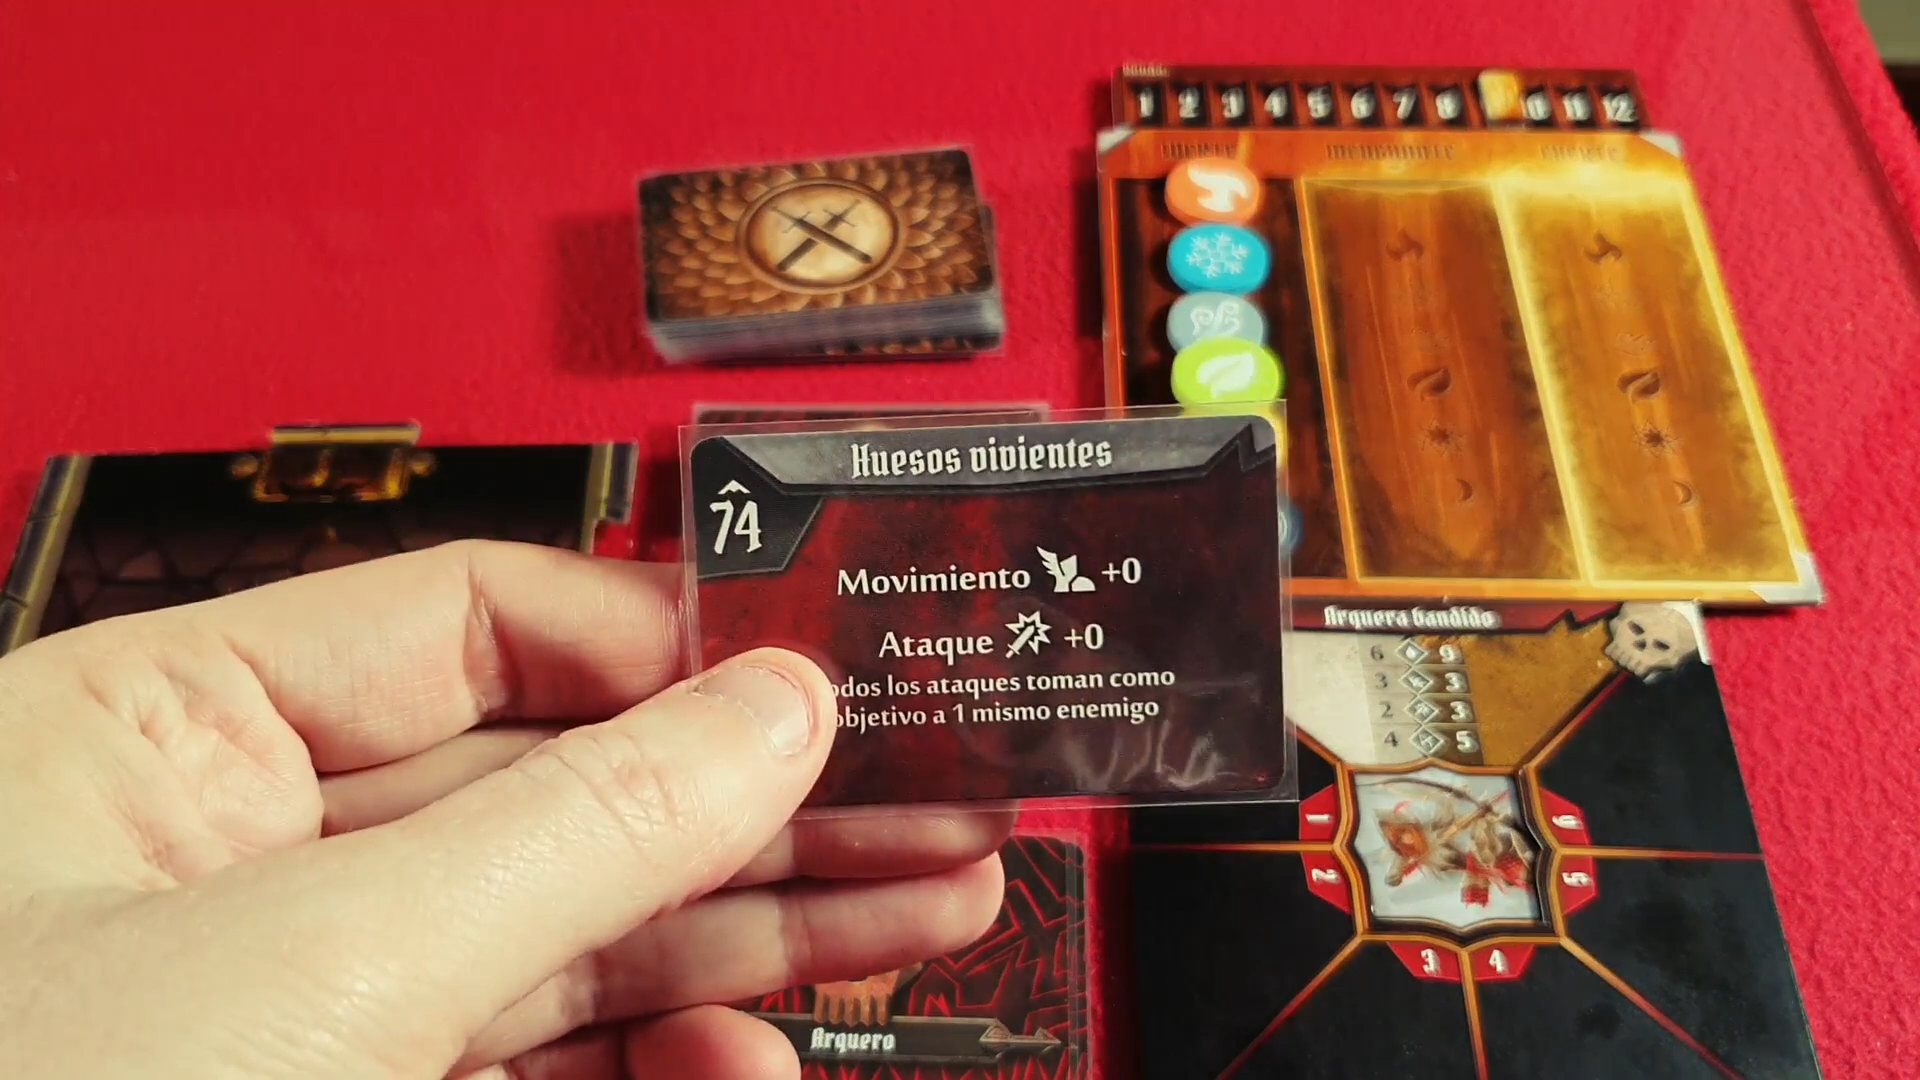 1 2 3 4 5 6 7 8 10 11 12
Huesos vivientes
74
Movimiento +0
Ataque +0
odos los ataques toman como
objetivo a 1 mismo enemigo
Arquera bandido
6 9
3 3
2 3
4 5
1
2
3
4
5
Arquero